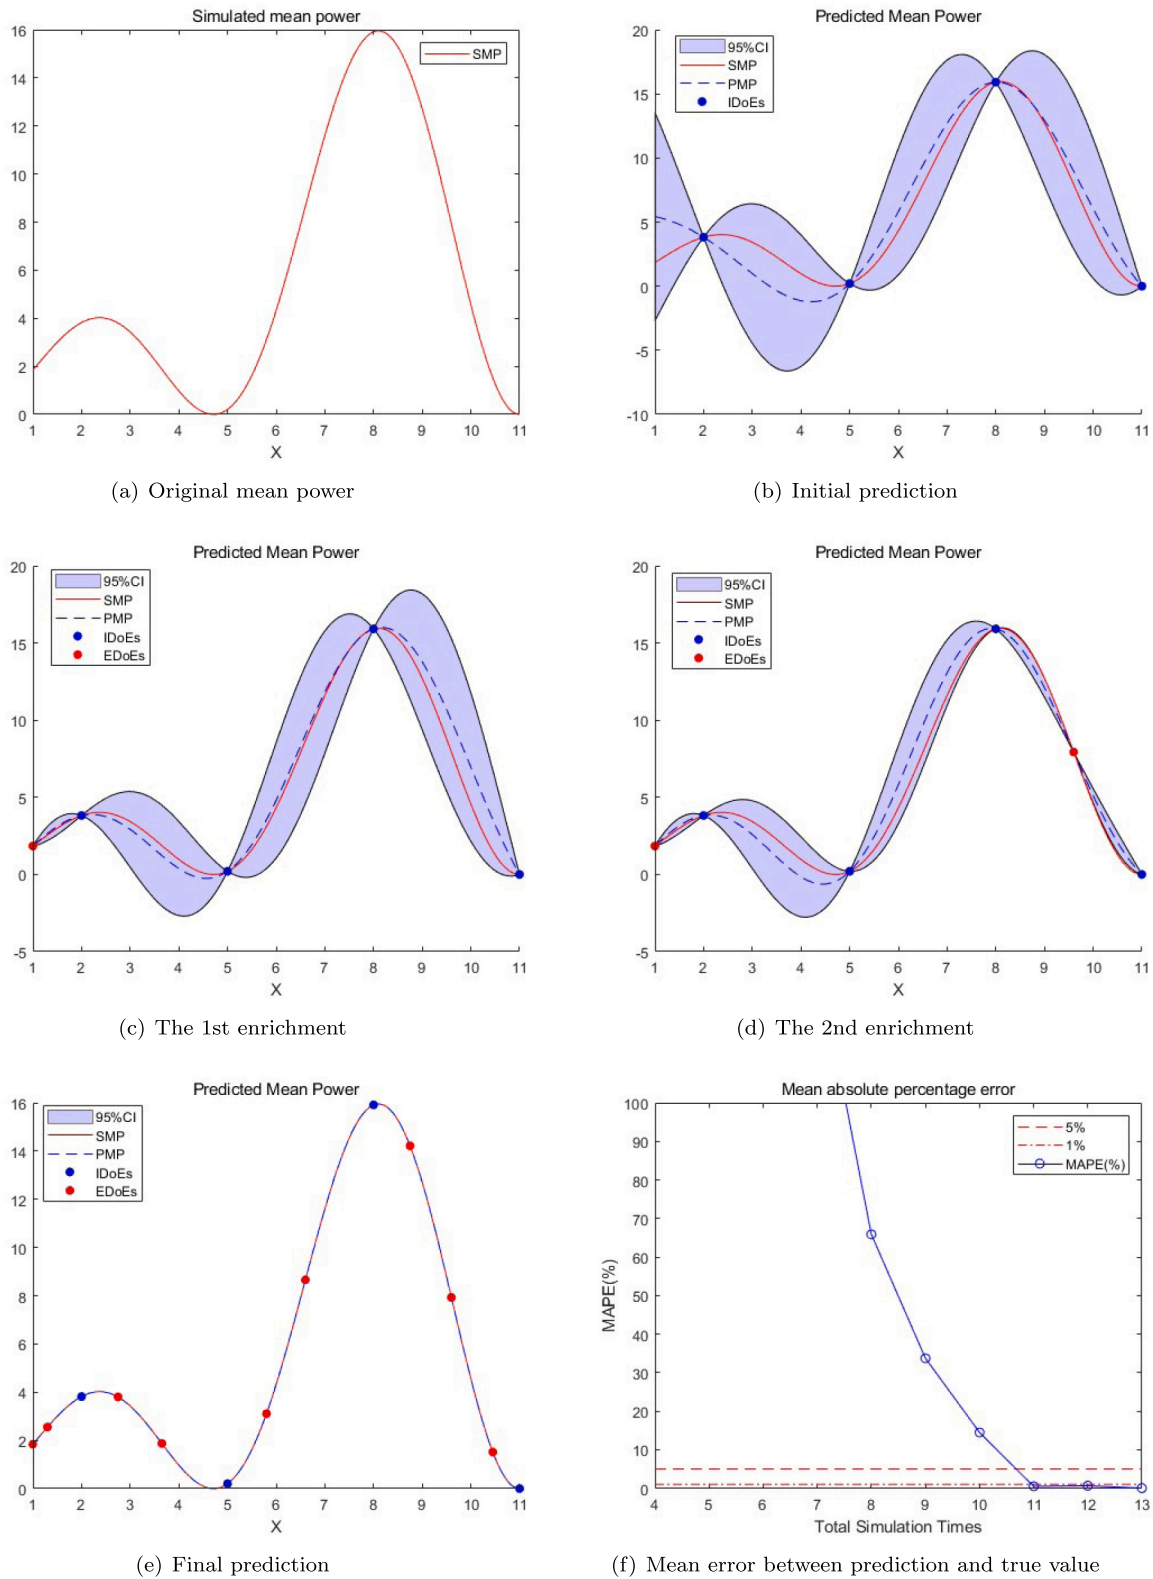 Simulated mean power
SMP
16
14
12
10
8
6
4
2
0
1 2 3 4 5 6 7 8 9 10 11
X
(a) Original mean power
Predicted Mean Power
95%CI
SMP
PMP
IDoEs
20
15
10
5
0
-5
-10
1 2 3 4 5 6 7 8 9 10 11
X
(b) Initial prediction
Predicted Mean Power
95%CI
SMP
PMP
IDoEs
EDoEs
20
15
10
5
0
-5
1 2 3 4 5 6 7 8 9 10 11
X
(c) The 1st enrichment
Predicted Mean Power
95%CI
SMP
PMP
IDoEs
EDoEs
20
15
10
5
0
-5
1 2 3 4 5 6 7 8 9 10 11
X
(d) The 2nd enrichment
Predicted Mean Power
95%CI
SMP
PMP
IDoEs
EDoEs
16
14
12
10
8
6
4
2
0
1 2 3 4 5 6 7 8 9 10 11
X
(e) Final prediction
Mean absolute percentage error
5%
1%
MAPE(%)
100
90
80
70
60
50
40
30
20
10
0
MAPE(%)
4 5 6 7 8 9 10 11 12 13
Total Simulation Times
(f) Mean error between prediction and true value